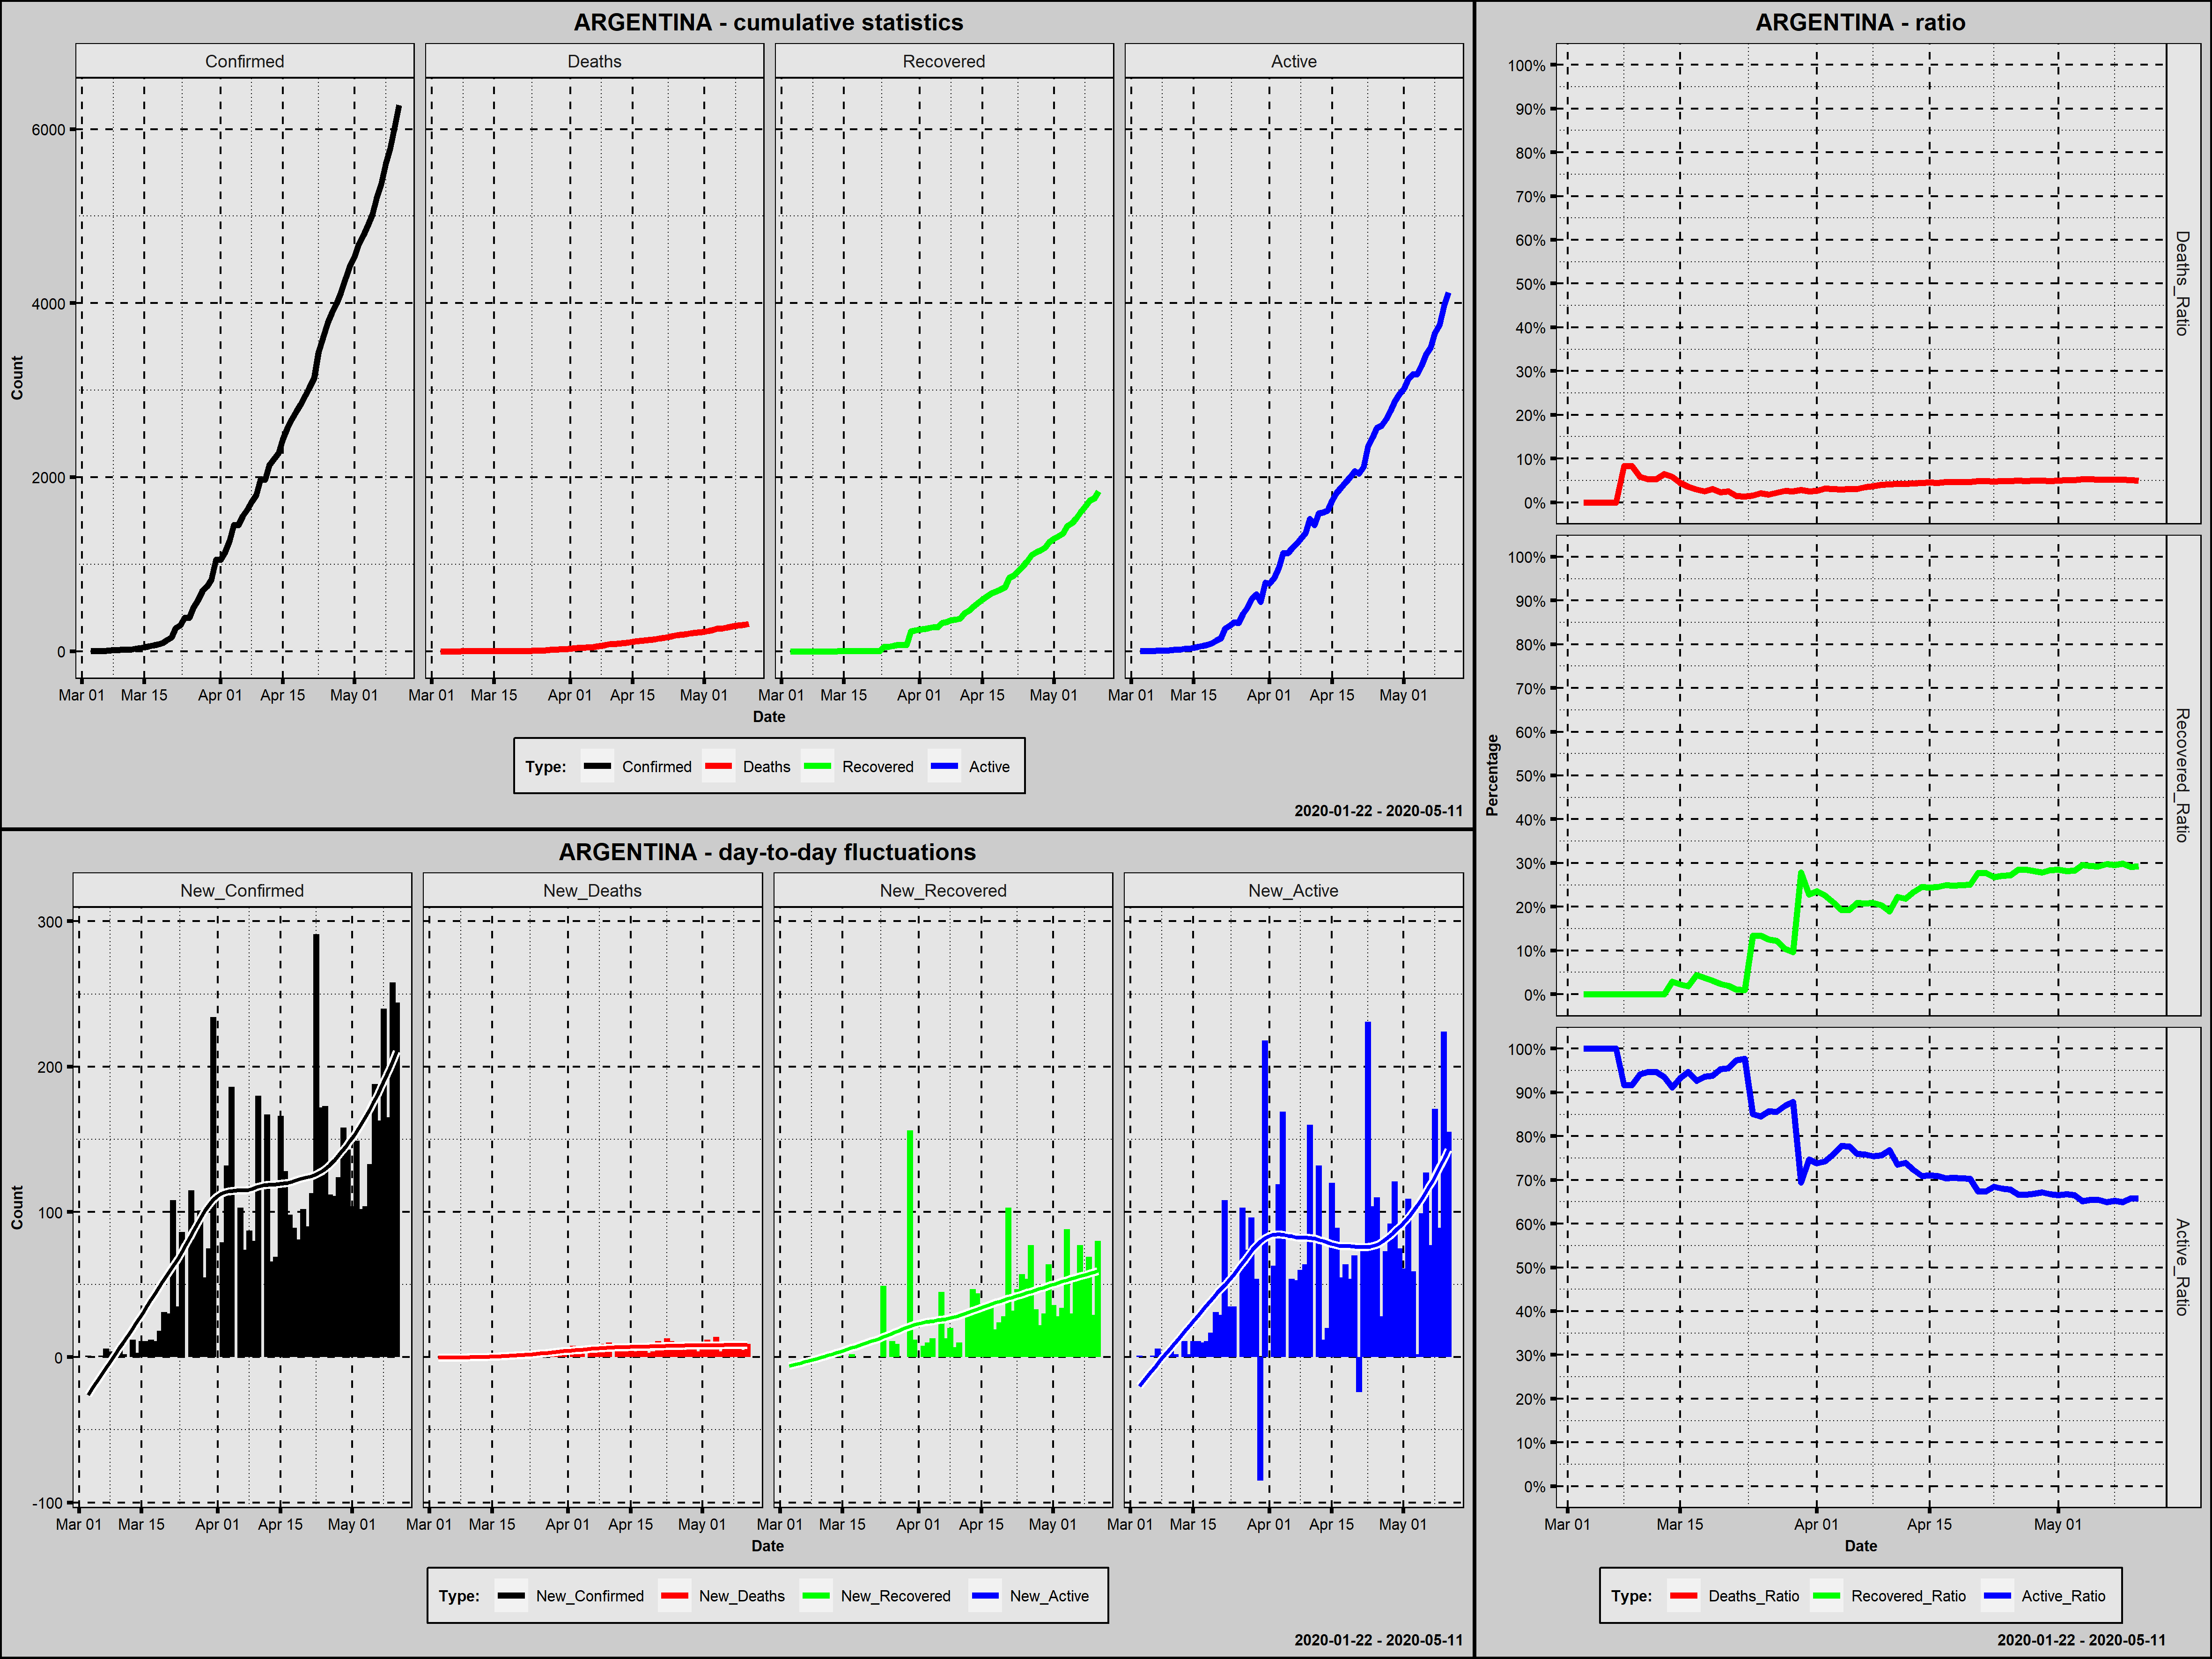 ARGENTINA - cumulative statistics
Confirmed Deaths Recovered Active
Count
6000
4000
2000
0
Mar 01 Mar 15 Apr 01 Apr 15 May 01 Mar 01 Mar 15 Apr 01 Apr 15 May 01 Mar 01 Mar 15 Apr 01 Apr 15 May 01 Mar 01 Mar 15 Apr 01 Apr 15 May 01
Date
Type: Confirmed Deaths Recovered Active
2020-01-22 - 2020-05-11
ARGENTINA - day-to-day fluctuations
New_Confirmed New_Deaths New_Recovered New_Active
Count
300
200
100
0
-100
Mar 01 Mar 15 Apr 01 Apr 15 May 01 Mar 01 Mar 15 Apr 01 Apr 15 May 01 Mar 01 Mar 15 Apr 01 Apr 15 May 01 Mar 01 Mar 15 Apr 01 Apr 15 May 01
Date
Type: New_Confirmed New_Deaths New_Recovered New_Active
2020-01-22 - 2020-05-11
ARGENTINA - ratio
Percentage
100%
90%
80%
70%
60%
50%
40%
30%
20%
10%
0%
Deaths_Ratio
100%
90%
80%
70%
60%
50%
40%
30%
20%
10%
0%
Recovered_Ratio
100%
90%
80%
70%
60%
50%
40%
30%
20%
10%
0%
Active_Ratio
Mar 01 Mar 15 Apr 01 Apr 15 May 01
Date
Type: Deaths_Ratio Recovered_Ratio Active_Ratio
2020-01-22 - 2020-05-11